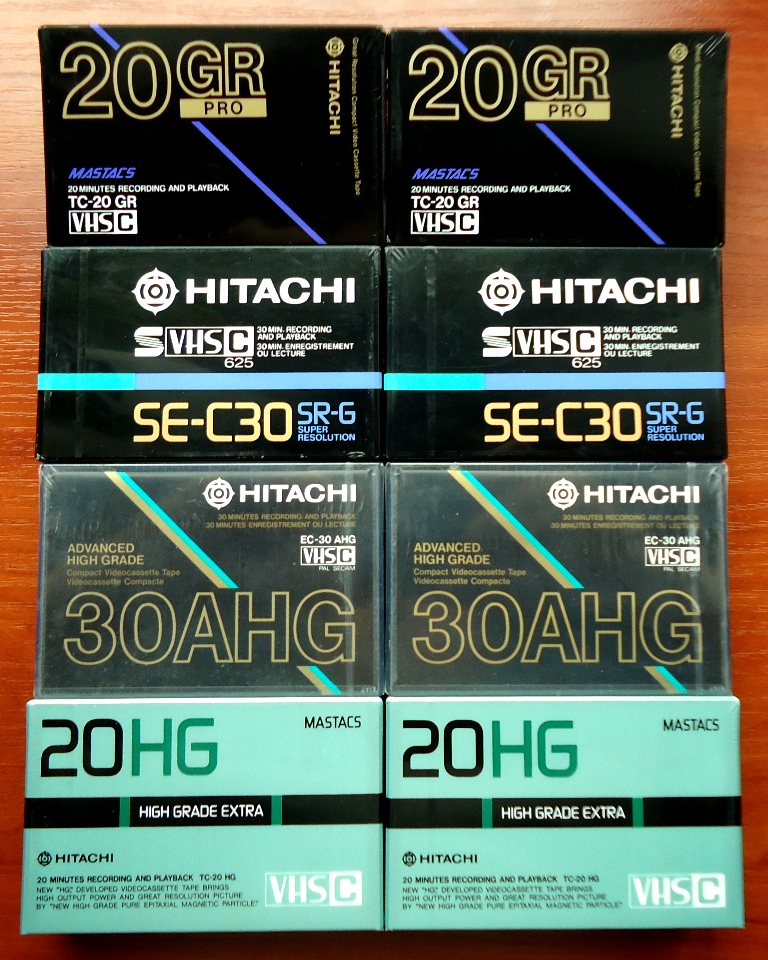 20 GR
PRO
HITACHI
Great Resolution Compact Video Cassette Tape
MASTACS
20 MINUTES RECORDING AND PLAYBACK
TC-20 GR
VHS C
20 GR
PRO
HITACHI
Great Resolution Compact Video Cassette Tape
MASTACS
20 MINUTES RECORDING AND PLAYBACK
TC-20 GR
VHS C
HITACHI
S VHS C
625
30 MIN. RECORDING
AND PLAYBACK
30 MIN. ENREGISTREMENT
OU LECTURE
SE-C30 SR-G
SUPER
RESOLUTION
HITACHI
S VHS C
625
30 MIN. RECORDING
AND PLAYBACK
30 MIN. ENREGISTREMENT
OU LECTURE
SE-C30 SR-G
SUPER
RESOLUTION
HITACHI
30 MINUTES RECORDING AND PLAYBACK
30 MINUTES ENREGISTREMENT OU LECTURE
EC-30 AHG
VHS C
PAL SECAM
ADVANCED
HIGH GRADE
Compact Videocassette Tape
Vidéocassette Compacte
30AHG
HITACHI
30 MINUTES RECORDING AND PLAYBACK
30 MINUTES ENREGISTREMENT OU LECTURE
EC-30 AHG
VHS C
PAL SECAM
ADVANCED
HIGH GRADE
Compact Videocassette Tape
Vidéocassette Compacte
30AHG
20HG
MASTACS
HIGH GRADE EXTRA
HITACHI
20 MINUTES RECORDING AND PLAYBACK TC-20 HG
NEW "HG," DEVELOPED VIDEOCASSETTE TAPE BRINGS
HIGH OUTPUT POWER AND GREAT RESOLUTION PICTURE
BY "NEW HIGH GRADE PURE EPITAXIAL MAGNETIC PARTICLE."
VHS C
20HG
MASTACS
HIGH GRADE EXTRA
HITACHI
20 MINUTES RECORDING AND PLAYBACK TC-20 HG
NEW "HG," DEVELOPED VIDEOCASSETTE TAPE BRINGS
HIGH OUTPUT POWER AND GREAT RESOLUTION PICTURE
BY "NEW HIGH GRADE PURE EPITAXIAL MAGNETIC PARTICLE."
VHS C